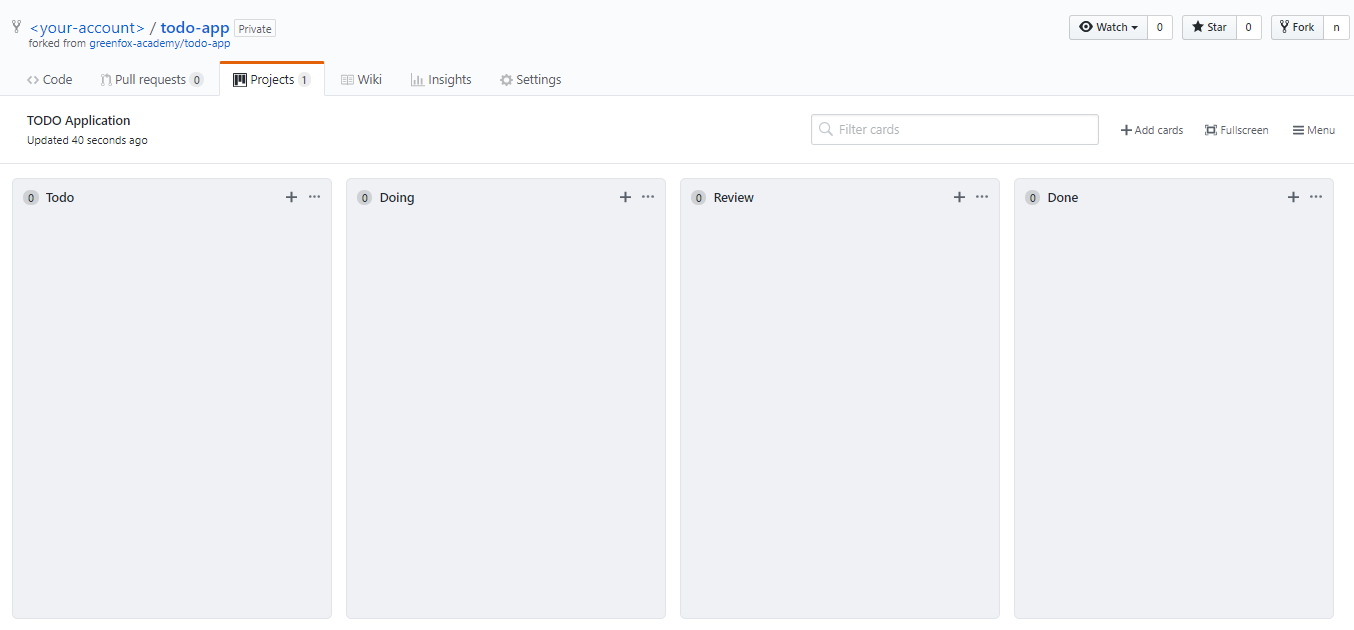 <your-account> / todo-app Private
forked from greenfox-academy/todo-app
Watch 0 Star 0 Fork n
Code Pull requests 0 Projects 1 Wiki Insights Settings
TODO Application
Updated 40 seconds ago
Filter cards
Add cards Fullscreen Menu
0 Todo
0 Doing
0 Review
0 Done